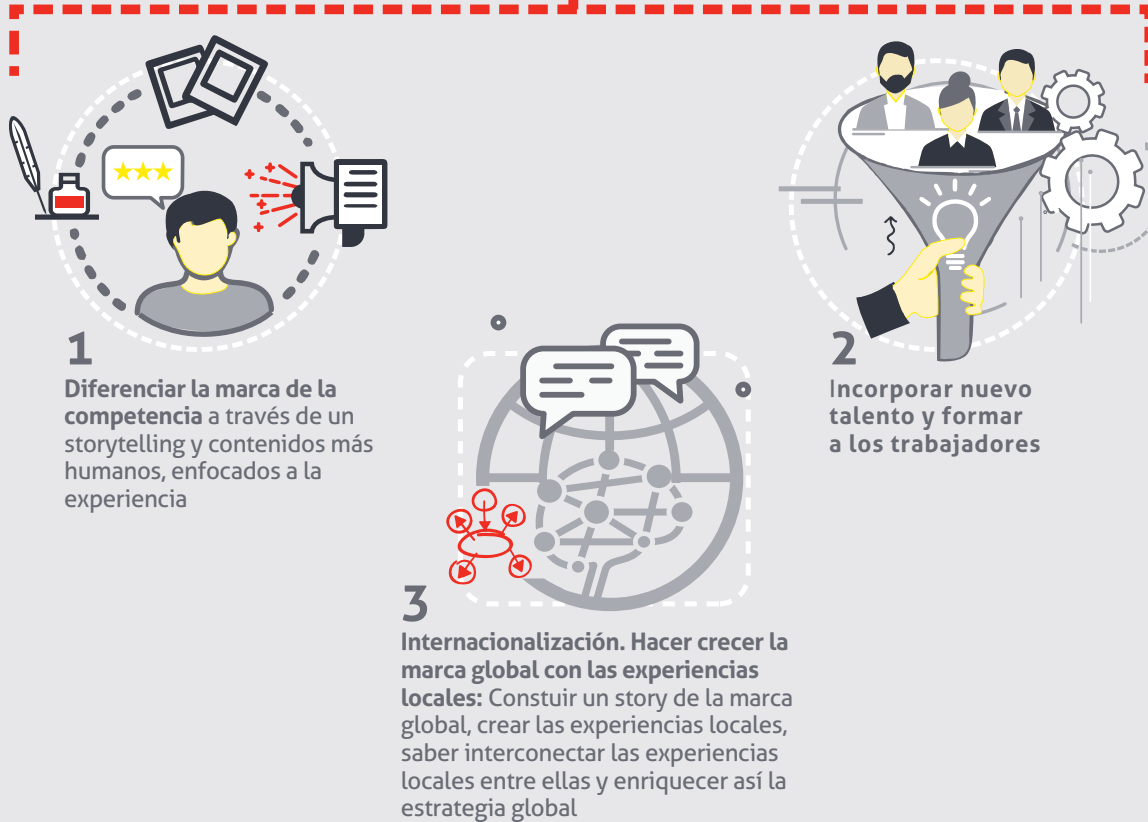 1
Diferenciar la marca de la
competencia a través de un
storytelling y contenidos más
humanos, enfocados a la
experiencia
2
Incorporar nuevo
talento y formar
a los trabajadores
3
Internacionalización. Hacer crecer la
marca global con las experiencias
locales: Constuir un story de la marca
global, crear las experiencias locales,
saber interconectar las experiencias
locales entre ellas y enriquecer así la
estrategia global